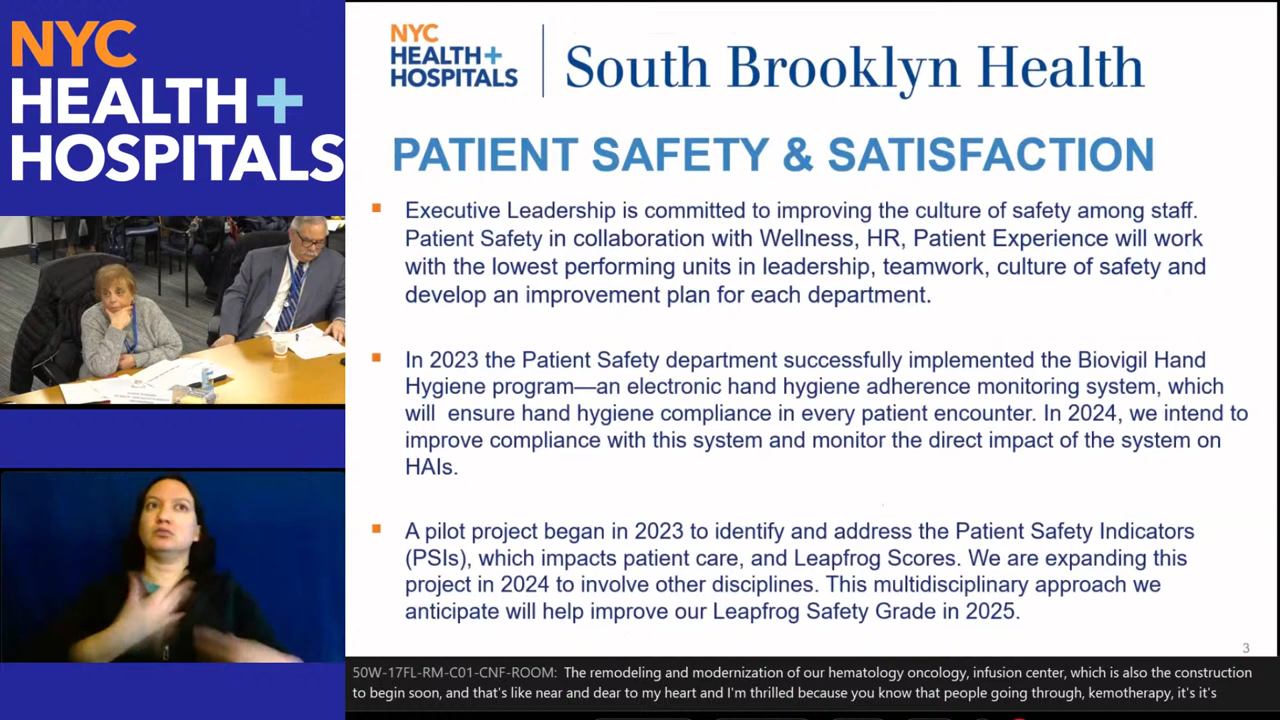 NYC
HEALTH+
HOSPITALS
NYC
HEALTH+
HOSPITALS
South Brooklyn Health
PATIENT SAFETY & SATISFACTION
Executive Leadership is committed to improving the culture of safety among staff.
Patient Safety in collaboration with Wellness, HR, Patient Experience will work
with the lowest performing units in leadership, teamwork, culture of safety and
develop an improvement plan for each department.
In 2023 the Patient Safety department successfully implemented the Biovigil Hand
Hygiene program—an electronic hand hygiene adherence monitoring system, which
will ensure hand hygiene compliance in every patient encounter. In 2024, we intend to
improve compliance with this system and monitor the direct impact of the system on
HAIs.
A pilot project began in 2023 to identify and address the Patient Safety Indicators
(PSIs), which impacts patient care, and Leapfrog Scores. We are expanding this
project in 2024 to involve other disciplines. This multidisciplinary approach we
anticipate will help improve our Leapfrog Safety Grade in 2025.
3
50W-17FL-RM-C01-CNF-ROOM: The remodeling and modernization of our hematology oncology, infusion center, which is also the construction
to begin soon, and that's like near and dear to my heart and I'm thrilled because you know that people going through, kemotherapy, it's it's